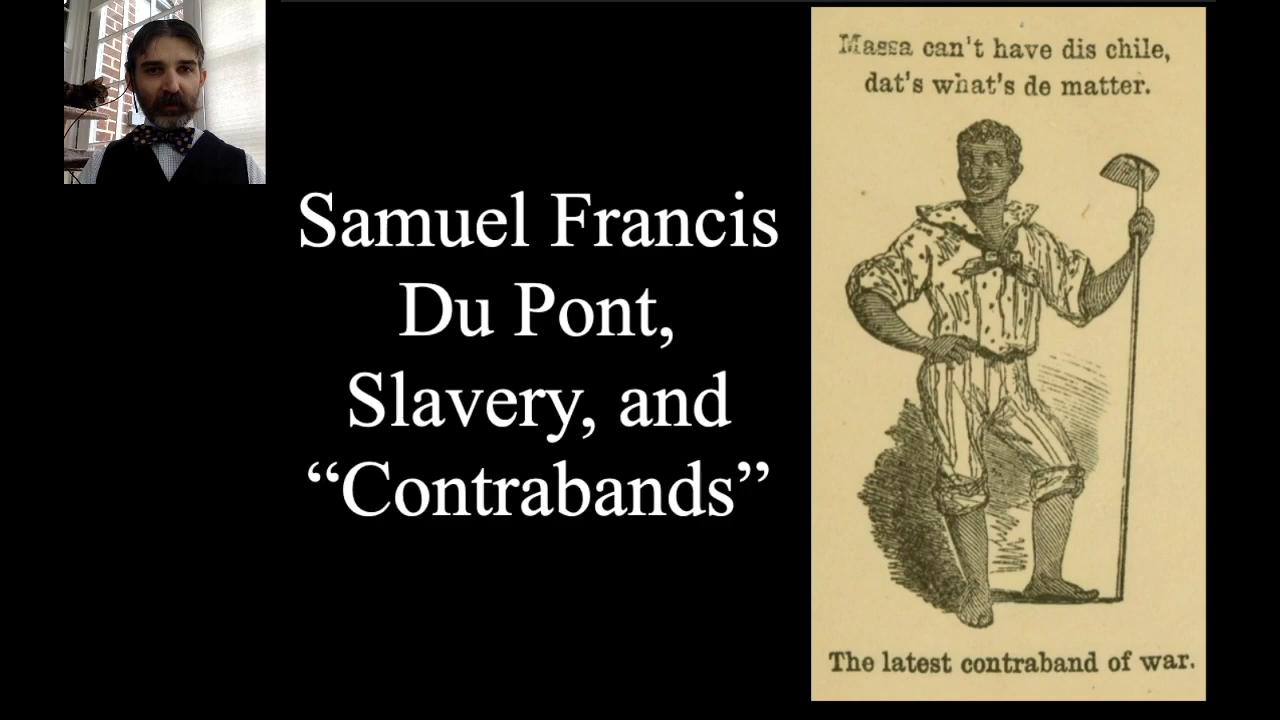 Samuel Francis
Du Pont,
Slavery, and
“Contrabands”
Massa can't have dis chile,
dat's what's de matter.
The latest contraband of war.